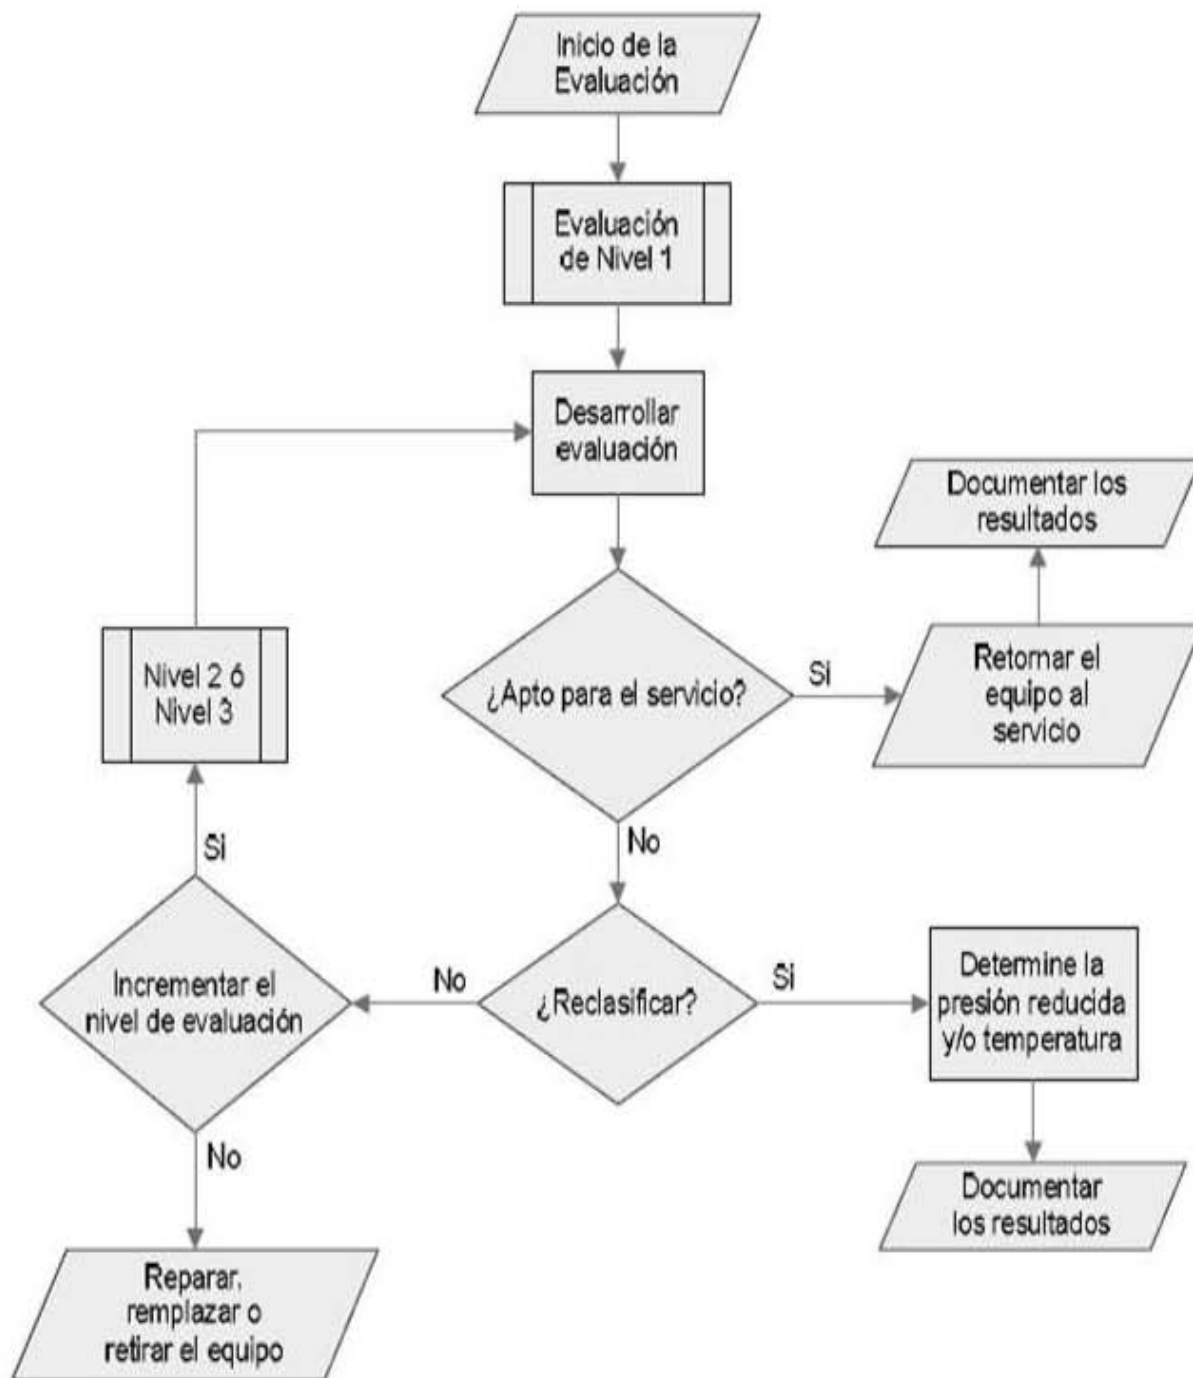 Inicio de la
Evaluación
Evaluación
de Nivel 1
Desarrollar
evaluación
Documentar los
resultados
Nivel 2 ó
Nivel 3
¿Apto para el servicio?
Si
Retornar el
equipo al
servicio
No
Si
Incrementar el
nivel de evaluación
No
¿Reclasificar?
Si
Determine la
presión reducida
y/o temperatura
No
Documentar
los resultados
Reparar,
remplazar o
retirar el equipo